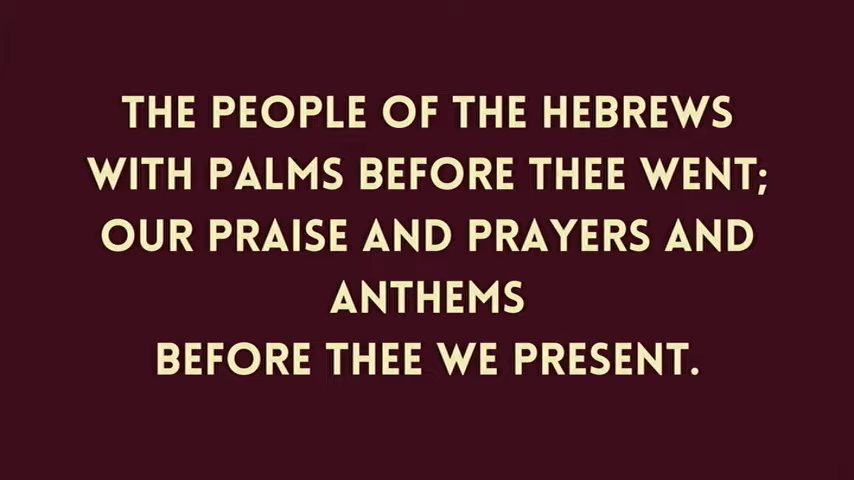 THE PEOPLE OF THE HEBREWS
WITH PALMS BEFORE THEE WENT;
OUR PRAISE AND PRAYERS AND
ANTHEMS
BEFORE THEE WE PRESENT.